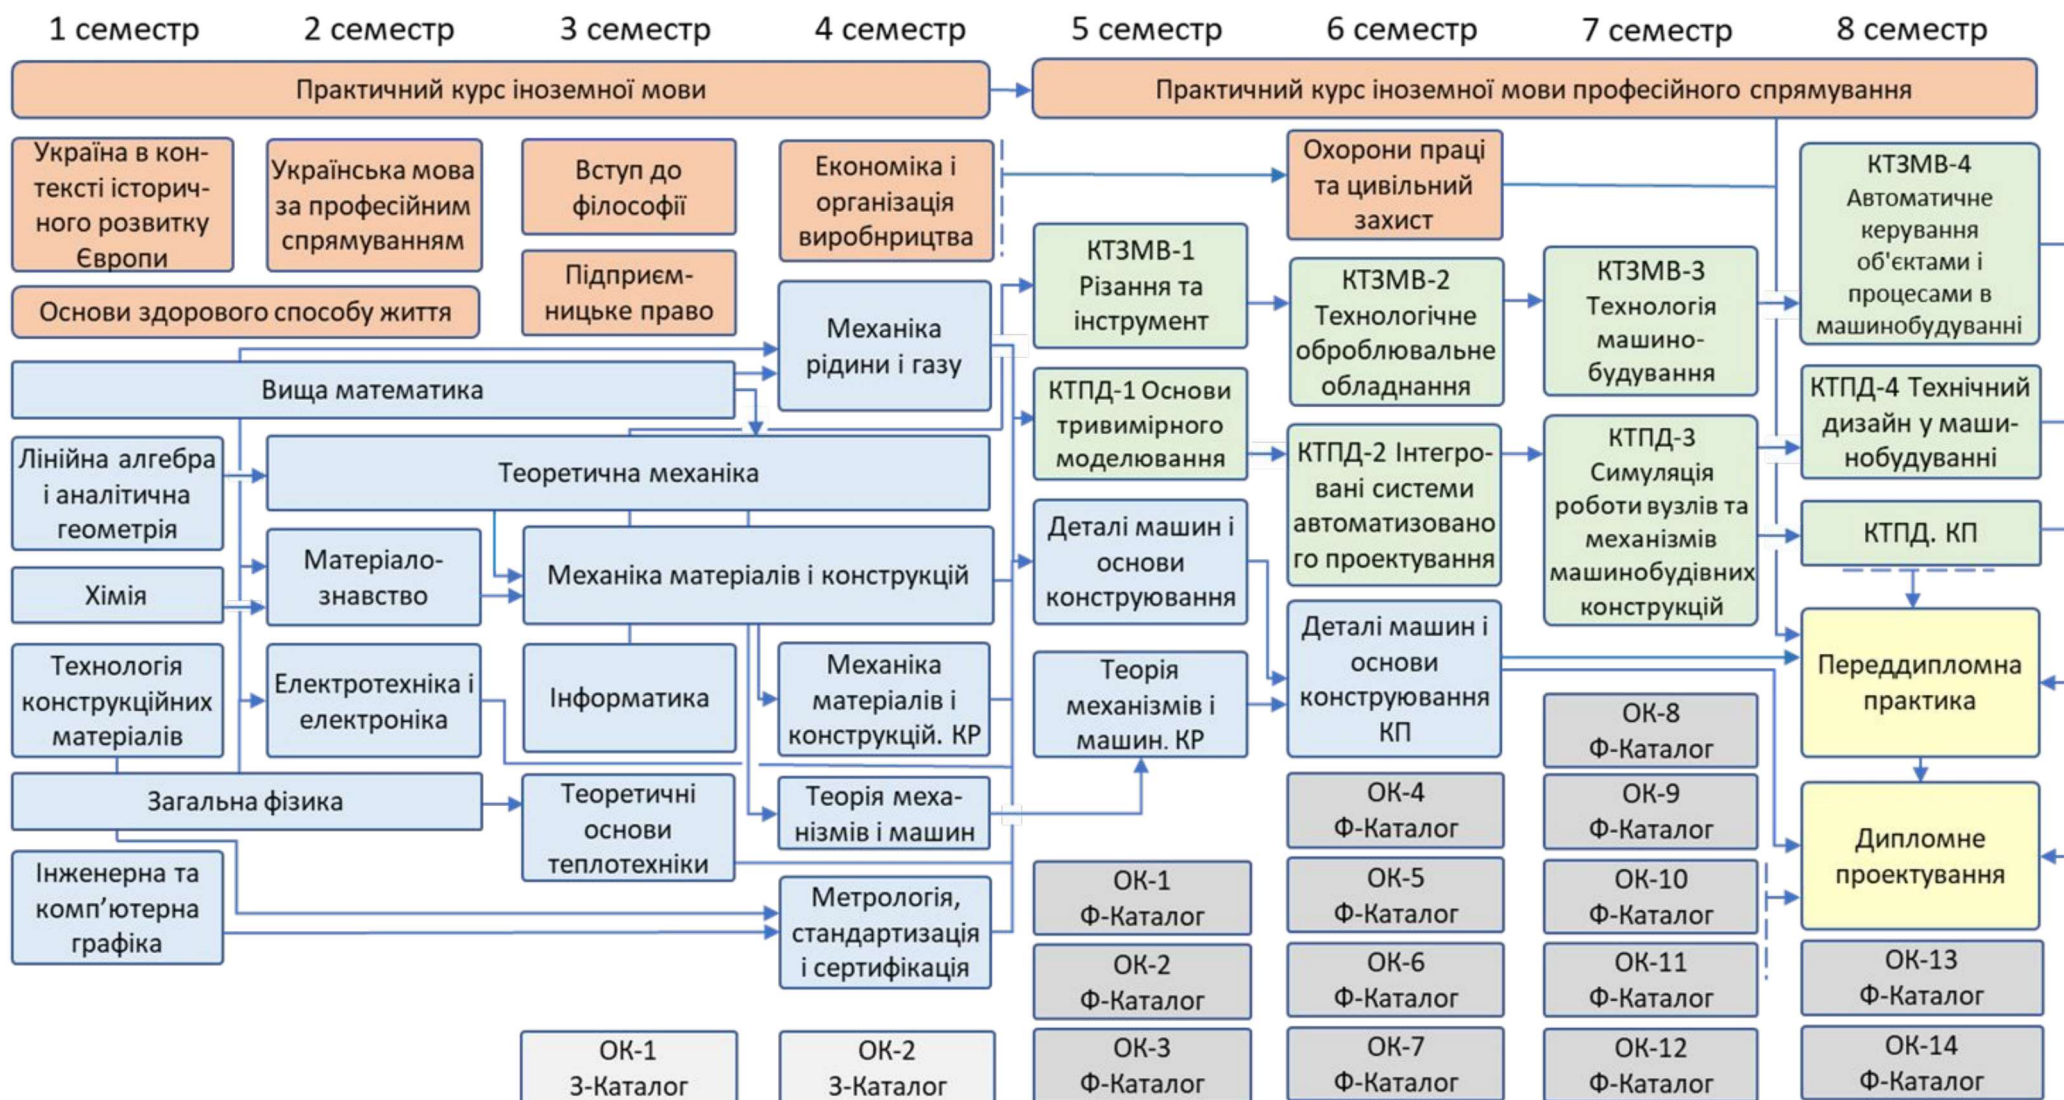 1 семестр
2 семестр
3 семестр
4 семестр
5 семестр
6 семестр
7 семестр
8 семестр
Практичний курс іноземної мови
Практичний курс іноземної мови професійного спрямування
Україна в кон-
тексті історич-
ного розвитку
Європи
Українська мова
за професійним
спрямуванням
Вступ до
філософії
Економіка і
організація
виробнрицтва
Охорони праці
та цивільний
захист
КТЗМВ-4
Автоматичне
керування
об'єктами і
процесами в
машинобудуванні
Основи здорового способу життя
Підприєм-
ницьке право
Механіка
рідини і газу
КТЗМВ-1
Різання та
інструмент
КТЗМВ-2
Технологічне
оброблювальне
обладнання
КТЗМВ-3
Технологія
машино-
будування
Вища математика
КТПД-1 Основи
тривимірного
моделювання
КТПД-2 Інтегро-
вані системи
автоматизовано
го проектування
КТПД-3
Симуляція
роботи вузлів та
механізмів
машинобудівних
конструкцій
КТПД-4 Технічний
дизайн у маши-
нобудуванні
Лінійна алгебра
і аналітична
геометрія
Теоретична механіка
Хімія
Матеріало-
знавство
Механіка матеріалів і конструкцій
Деталі машин і
основи
конструювання
КТПД. КП
Технологія
конструкційних
матеріалів
Електротехніка і
електроніка
Інформатика
Механіка
матеріалів і
конструкцій. КР
Теорія
механізмів і
машин. КР
Деталі машин і
основи
конструювання
КП
Переддипломна
практика
Загальна фізика
Теоретичні
основи
теплотехніки
Теорія меха-
нізмів і машин
ОК-4
Ф-Каталог
ОК-8
Ф-Каталог
ОК-9
Ф-Каталог
Дипломне
проектування
Інженерна та
комп’ютерна
графіка
Метрологія,
стандартизація
і сертифікація
ОК-1
Ф-Каталог
ОК-5
Ф-Каталог
ОК-10
Ф-Каталог
ОК-2
Ф-Каталог
ОК-6
Ф-Каталог
ОК-11
Ф-Каталог
ОК-13
Ф-Каталог
ОК-1
З-Каталог
ОК-2
З-Каталог
ОК-3
Ф-Каталог
ОК-7
Ф-Каталог
ОК-12
Ф-Каталог
ОК-14
Ф-Каталог